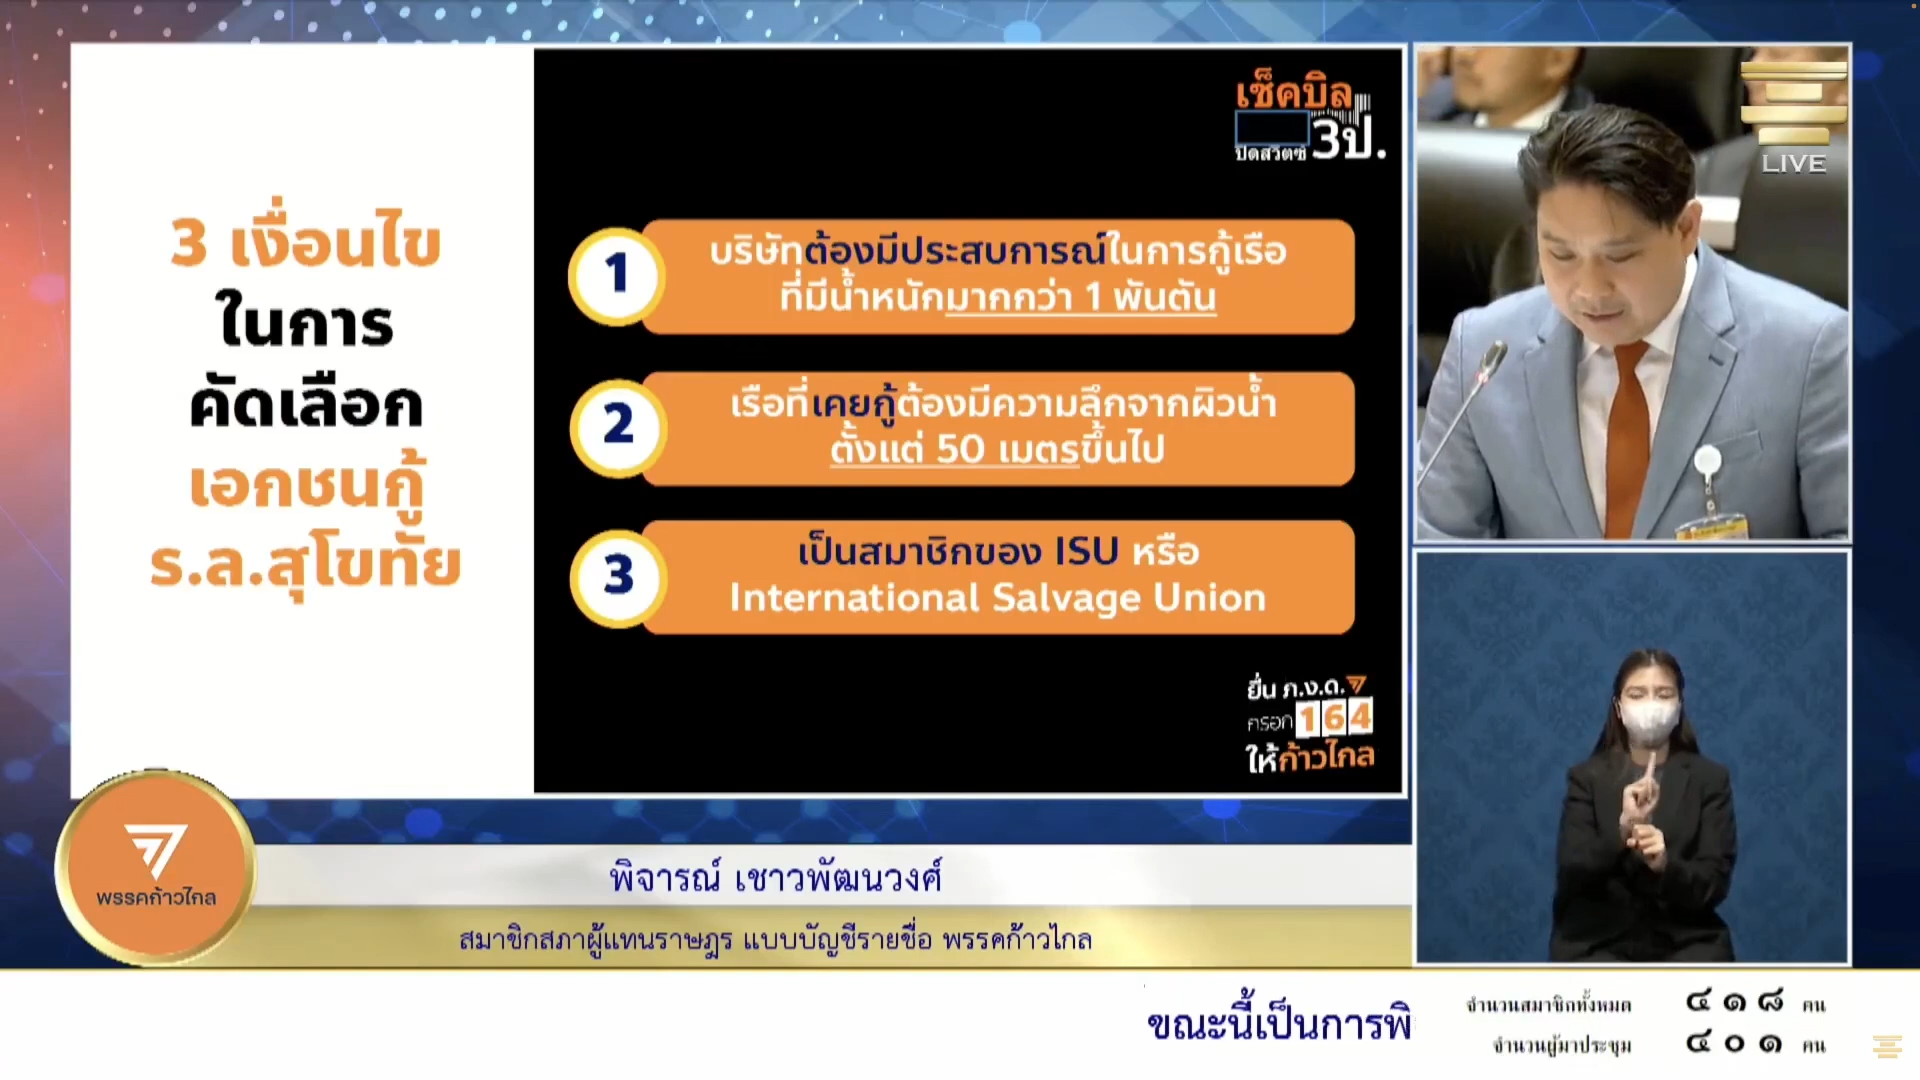 3 เงื่อนไข
ในการ
คัดเลือก
เอกชนกู้
ร.ล.สุโขทัย
เช็คบิล
ปิดสวิตซ์ 3ป.
1
บริษัทต้องมีประสบการณ์ในการกู้เรือ
ที่มีน้ำหนักมากกว่า 1 พันตัน
2
เรือที่เคยกู้ต้องมีความลึกจากผิวน้ำ
ตั้งแต่ 50 เมตรขึ้นไป
3
เป็นสมาชิกของ ISU หรือ
International Salvage Union
ยื่น ภ.ง.ด.
กรอก 164
ให้ก้าวไกล
LIVE
พรรคก้าวไกล
พิจารณ์ เชาวพัฒนวงศ์
สมาชิกสภาผู้แทนราษฎร แบบบัญชีรายชื่อ พรรคก้าวไกล
ขณะนี้เป็นการพิ
จำนวนสมาชิกทั้งหมด ๔๑๘ คน
จำนวนผู้มาประชุม ๔๐๑ คน